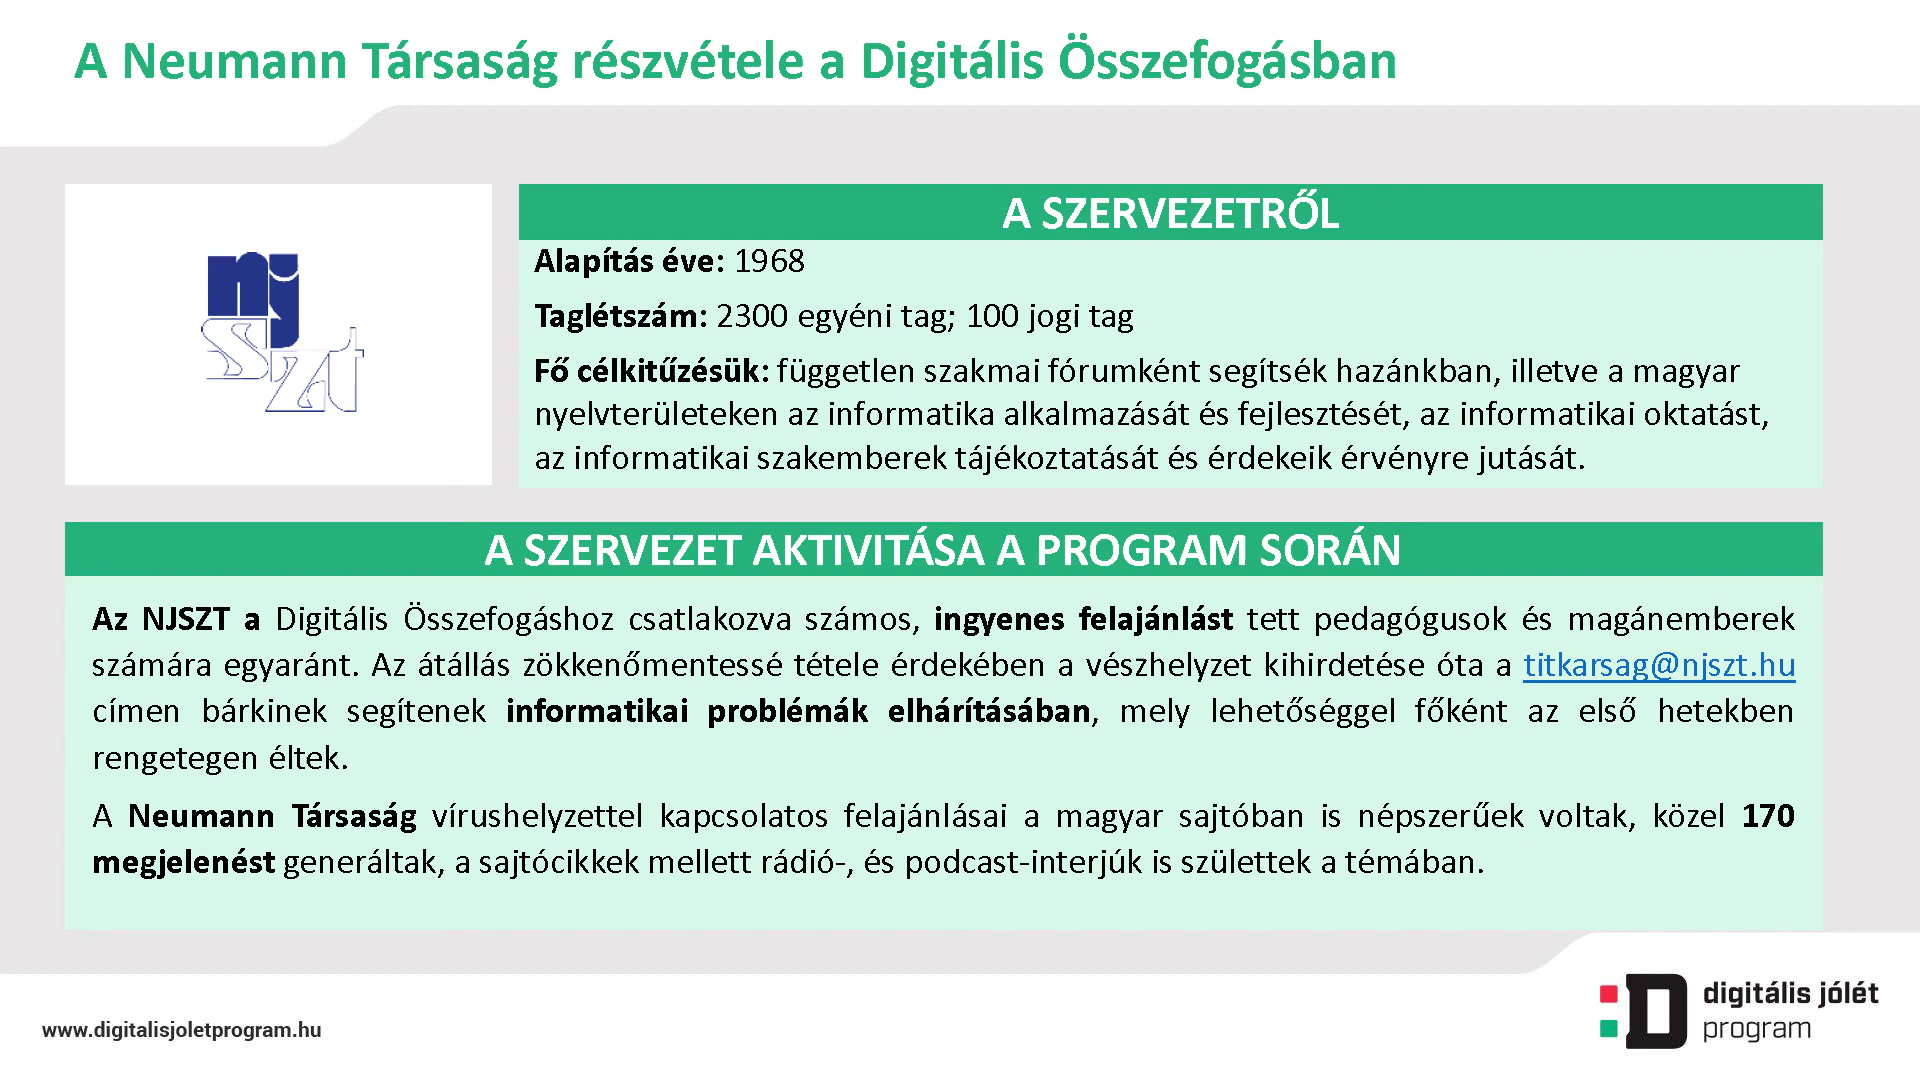 A Neumann Társaság részvétele a Digitális Összefogásban
nj
szt
A SZERVEZETRŐL
Alapítás éve: 1968
Taglétszám: 2300 egyéni tag; 100 jogi tag
Fő célkitűzésük: független szakmai fórumként segítsék hazánkban, illetve a magyar
nyelvterületeken az informatika alkalmazását és fejlesztését, az informatikai oktatást,
az informatikai szakemberek tájékoztatását és érdekeik érvényre jutását.
A SZERVEZET AKTIVITÁSA A PROGRAM SORÁN
Az NJSZT a Digitális Összefogáshoz csatlakozva számos, ingyenes felajánlást tett pedagógusok és magánemberek
számára egyaránt. Az átállás zökkenőmentessé tétele érdekében a vészhelyzet kihirdetése óta a titkarsag@njszt.hu
címen bárkinek segítenek informatikai problémák elhárításában, mely lehetőséggel főként az első hetekben
rengetegen éltek.
A Neumann Társaság vírushelyzettel kapcsolatos felajánlásai a magyar sajtóban is népszerűek voltak, közel 170
megjelenést generáltak, a sajtócikkek mellett rádió-, és podcast-interjúk is születtek a témában.
www.digitalisjoletprogram.hu
D
digitális jólét
program